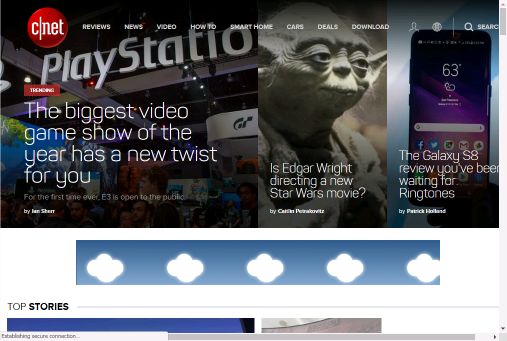 c|net
REVIEWS NEWS VIDEO HOW TO SMART HOME CARS DEALS DOWNLOAD SEARC
PlayStation
TRENDING
The biggest video
game show of the
year has a new twist
for you
For the first time ever, E3 is open to the public.
by Ian Sherr
GT
Is Edgar Wright
directing a new
Star Wars movie?
by Caitlin Petrakovitz
63°
The Galaxy S8
review you've been
waiting for:
Ringtones
by Patrick Holland
TOP STORIES
Establishing secure connection...